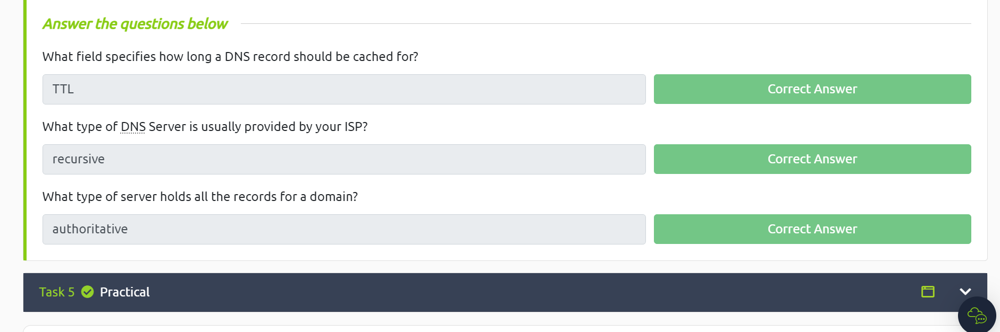 Answer the questions below
What field specifies how long a DNS record should be cached for?
TTL
Correct Answer
What type of DNS Server is usually provided by your ISP?
recursive
Correct Answer
What type of server holds all the records for a domain?
authoritative
Correct Answer
Task 5 Practical